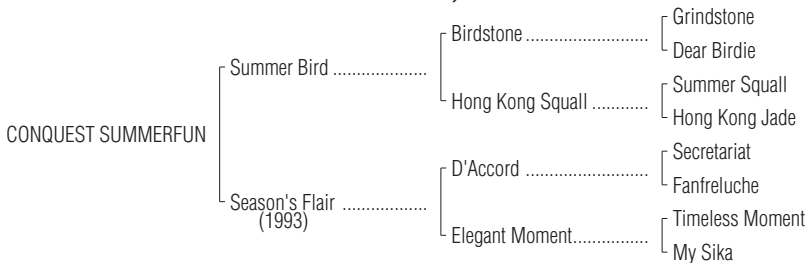 Grindstone
Birdstone ..........................
Dear Birdie
Summer Bird ....................
Summer Squall
Hong Kong Squall ............
Hong Kong Jade
CONQUEST SUMMERFUN
Secretariat
D'Accord ..........................
Fanfreluche
Season's Flair ..................
(1993)
Timeless Moment
Elegant Moment................
My Sika